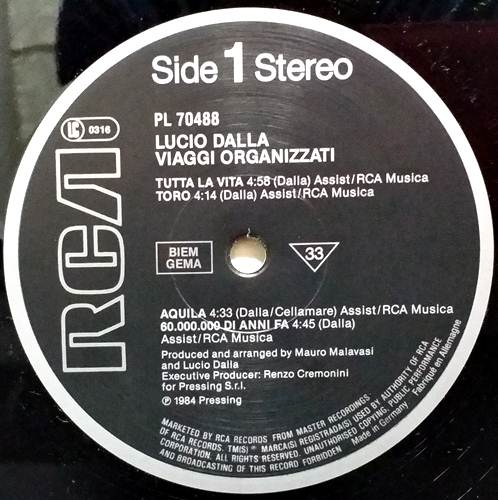 Side 1 Stereo
RCA
LC 0316
PL 70488
LUCIO DALLA
VIAGGI ORGANIZZATI
TUTTA LA VITA 4:58 (Dalla) Assist/RCA Musica
TORO 4:14 (Dalla) Assist/RCA Musica
BIEM
GEMA
33
AQUILA 4:33 (Dalla/Cellamare) Assist/RCA Musica
60.000.000 DI ANNI FA 4:45 (Dalla)
Assist/RCA Musica
Produced and arranged by Mauro Malavasi
and Lucio Dalla
Executive Producer: Renzo Cremonini
for Pressing S.r.l.
℗ 1984 Pressing
MARKETED BY RCA RECORDS FROM MASTER RECORDINGS
OF RCA RECORDS. TM(S) ® MARCA(S) REGISTRADA(S) USED BY AUTHORITY OF RCA
CORPORATION. ALL RIGHTS RESERVED. UNAUTHORISED COPYING, PUBLIC PERFORMANCE
AND BROADCASTING OF THIS RECORD FORBIDDEN
Made in Germany
Fabriqué en Allemagne